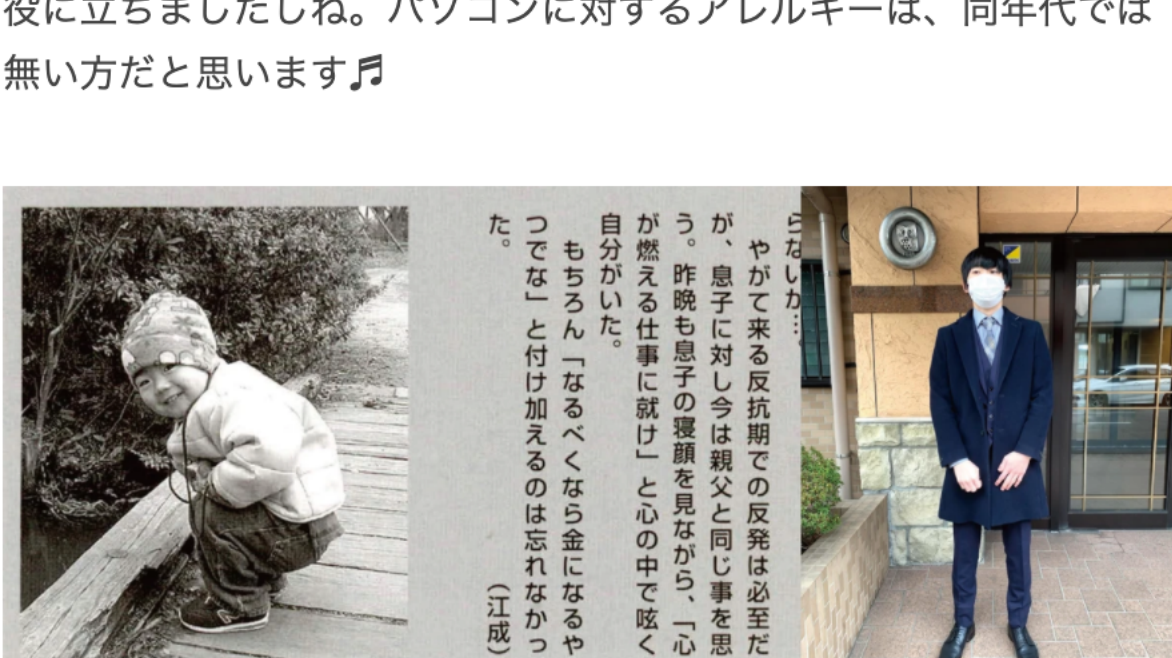 役に立ちましたしね。パソコンに対するアレルギーは、同年代では
無い方だと思います♬
らないか…。
やがて来る反抗期での反発は必至だ
が、息子に対し今は親父と同じ事を思
う。昨晩も息子の寝顔を見ながら、「心
が燃える仕事に就け」と心の中で呟く
自分がいた。
もちろん「なるべくなら金になるや
つでな」と付け加えるのは忘れなかっ
た。
（江成）